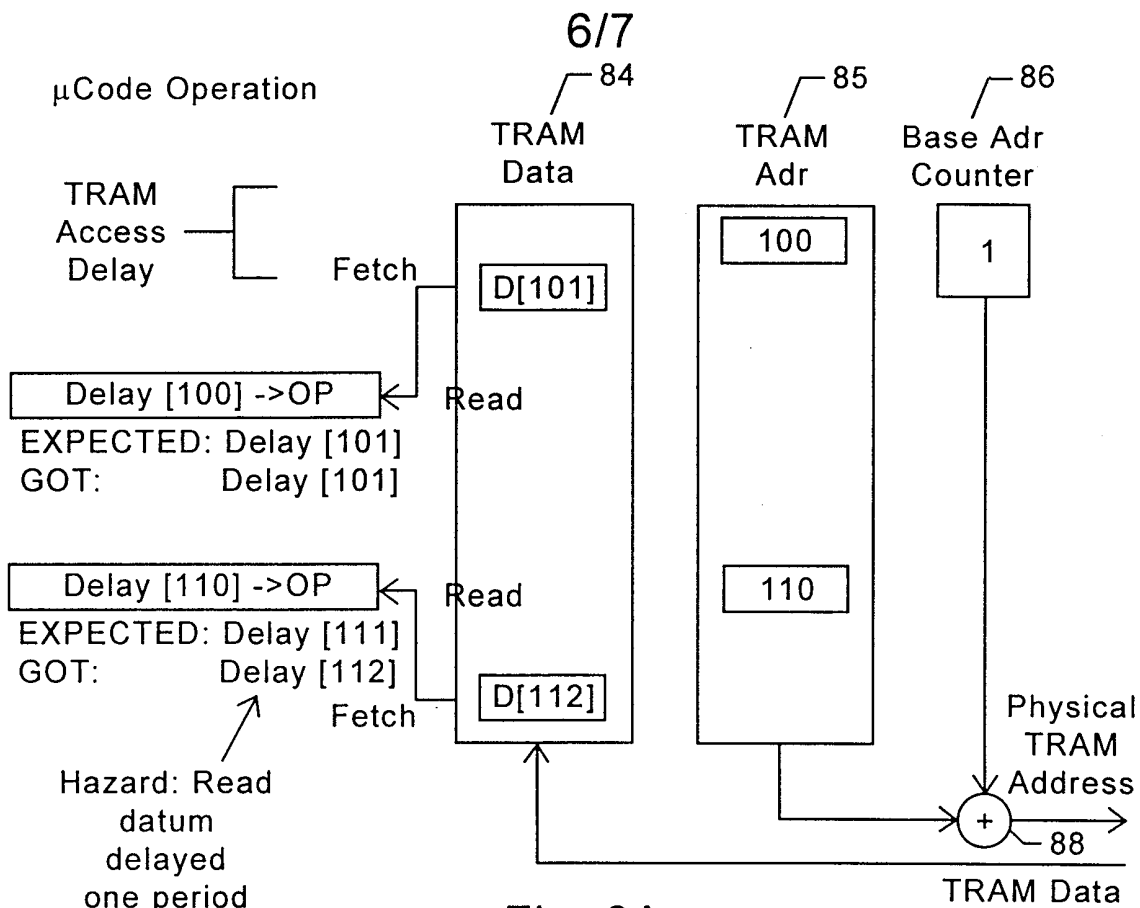 6/7
µCode Operation
84
85
86
TRAM
Data
TRAM
Adr
Base Adr
Counter
TRAM
Access
Delay
Fetch
D[101]
100
1
Delay [100] ->OP
Read
EXPECTED: Delay [101]
GOT: Delay [101]
Delay [110] ->OP
Read
110
EXPECTED: Delay [111]
GOT: Delay [112]
Fetch
D[112]
Physical
TRAM
Address
+
88
Hazard: Read
datum
delayed
one period
TRAM Data